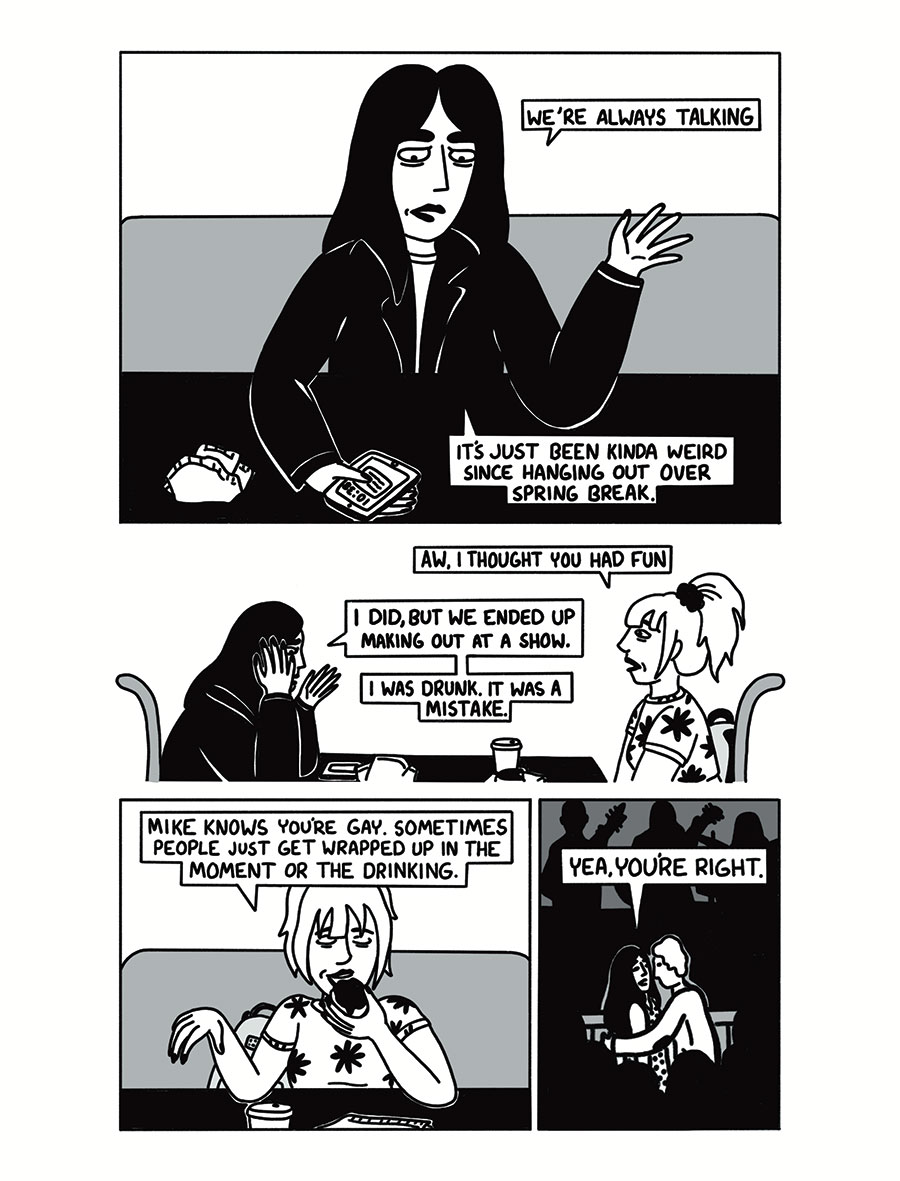 WE'RE ALWAYS TALKING
IT'S JUST BEEN KINDA WEIRD
SINCE HANGING OUT OVER
SPRING BREAK.
AW, I THOUGHT YOU HAD FUN
I DID, BUT WE ENDED UP
MAKING OUT AT A SHOW.
I WAS DRUNK. IT WAS A
MISTAKE.
MIKE KNOWS YOU'RE GAY. SOMETIMES
PEOPLE JUST GET WRAPPED UP IN THE
MOMENT OR THE DRINKING.
YEA, YOU'RE RIGHT.